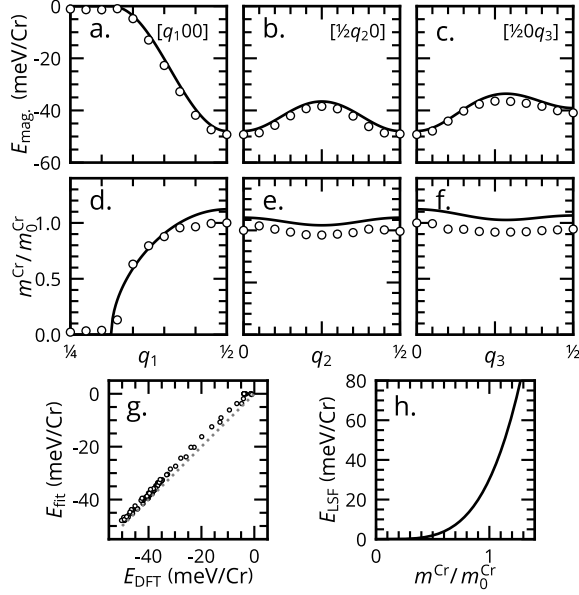 a. [q₁00] b. [½q₂0] c. [½0q₃]
E_mag. (meV/Cr)
0
-20
-40
-60
d. e. f.
m^Cr/m₀^Cr
1.0
0.5
0.0
¼ q₁ ½ 0 q₂ ½ 0 q₃ ½
g. h.
E_fit (meV/Cr)
0
-20
-40
-40 -20 0
E_DFT (meV/Cr)
E_LSF (meV/Cr)
80
60
40
20
0
0 1
m^Cr/m₀^Cr